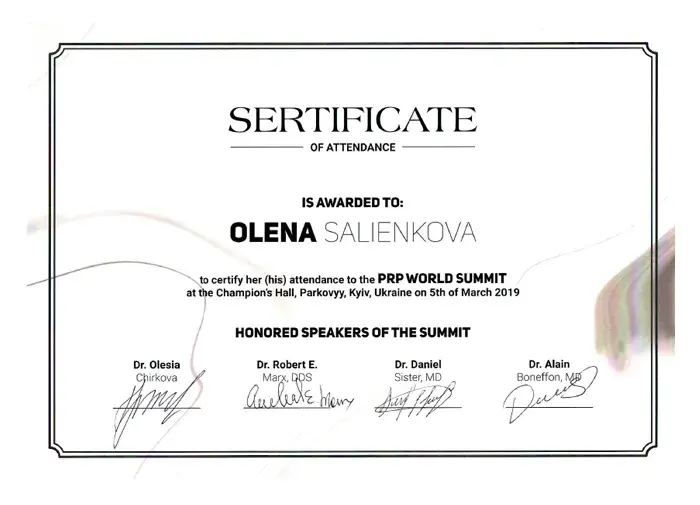 SERTIFICATE
OF ATTENDANCE
IS AWARDED TO:
OLENA SALIENKOVA
to certify her (his) attendance to the PRP WORLD SUMMIT
at the Champion's Hall, Parkovyy, Kyiv, Ukraine on 5th of March 2019
HONORED SPEAKERS OF THE SUMMIT
Dr. Olesia
Chirkova
Dr. Robert E.
Marx, DDS
Dr. Daniel
Sister, MD
Dr. Alain
Boneffon, MD